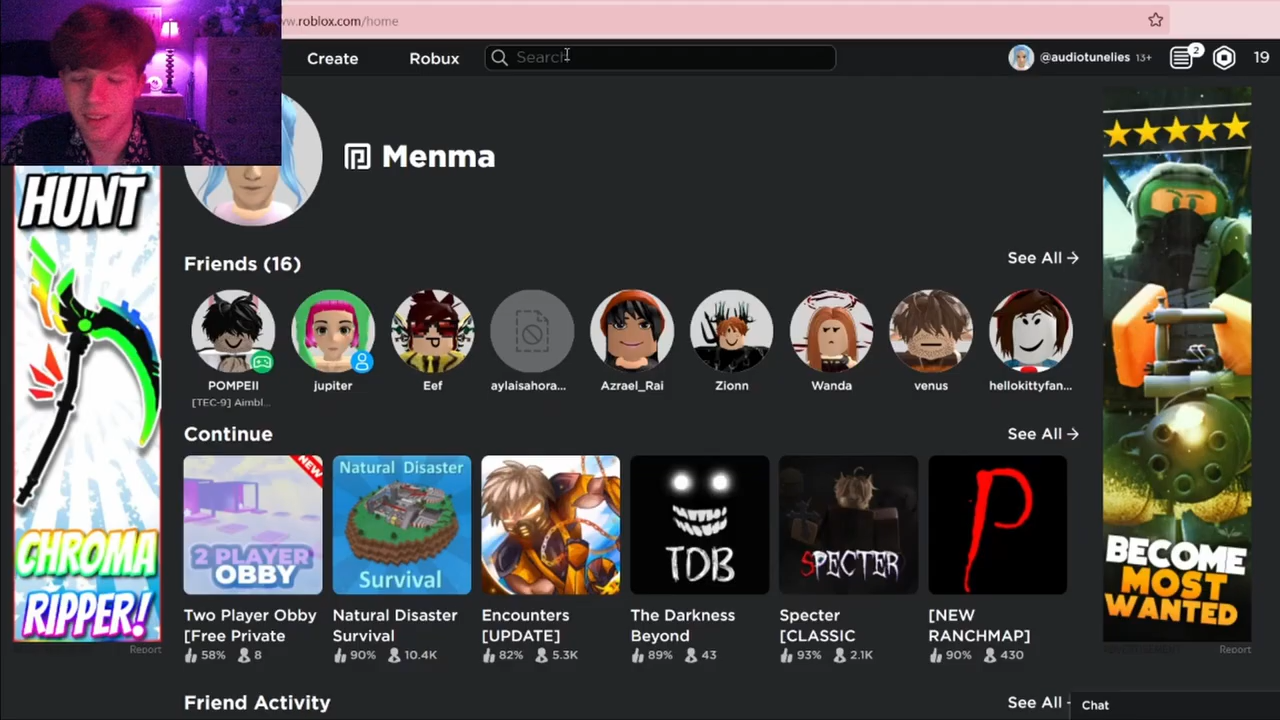 ww.roblox.com/home
Create
Robux
Search
@audiotunelies 13+
2
19
Menma
HUNT
CHROMA
RIPPER!
Report
Friends (16)
See All →
POMPEII
[TEC-9] Aimbl...
jupiter
Eef
aylaisahora...
Azrael_Rai
Zionn
Wanda
venus
hellokittyfan...
Continue
See All →
NEW
2 PLAYER
OBBY
Two Player Obby
[Free Private
58% 8
Natural Disaster
Survival
Natural Disaster
Survival
90% 10.4K
Encounters
[UPDATE]
82% 5.3K
TDB
The Darkness
Beyond
89% 43
SPECTER
Specter
[CLASSIC
93% 2.1K
P
[NEW
RANCHMAP]
90% 430
BECOME
MOST
WANTED
Report
Friend Activity
See All
Chat